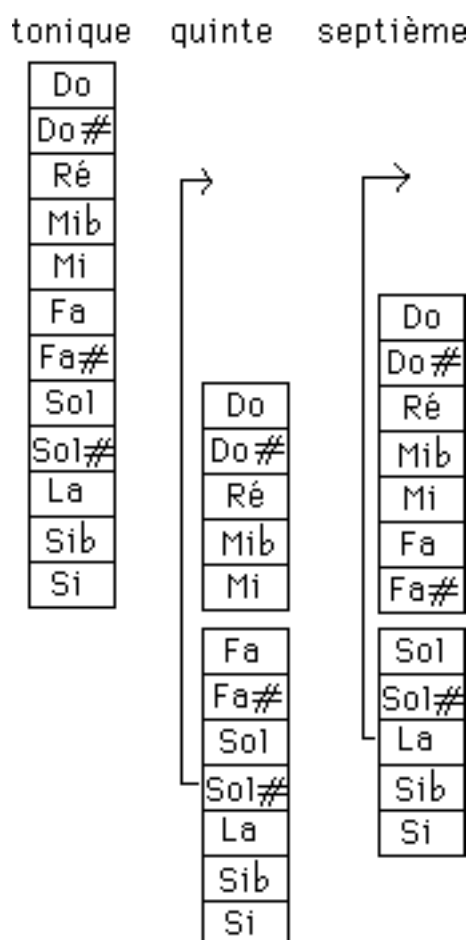 tonique quinte septième
Do
Do#
Ré
Mib
Mi
Fa
Fa#
Sol
Sol#
La
Sib
Si
Do
Do#
Ré
Mib
Mi
Fa
Fa#
Sol
Sol#
La
Sib
Si
Do
Do#
Ré
Mib
Mi
Fa
Fa#
Sol
Sol#
La
Sib
Si